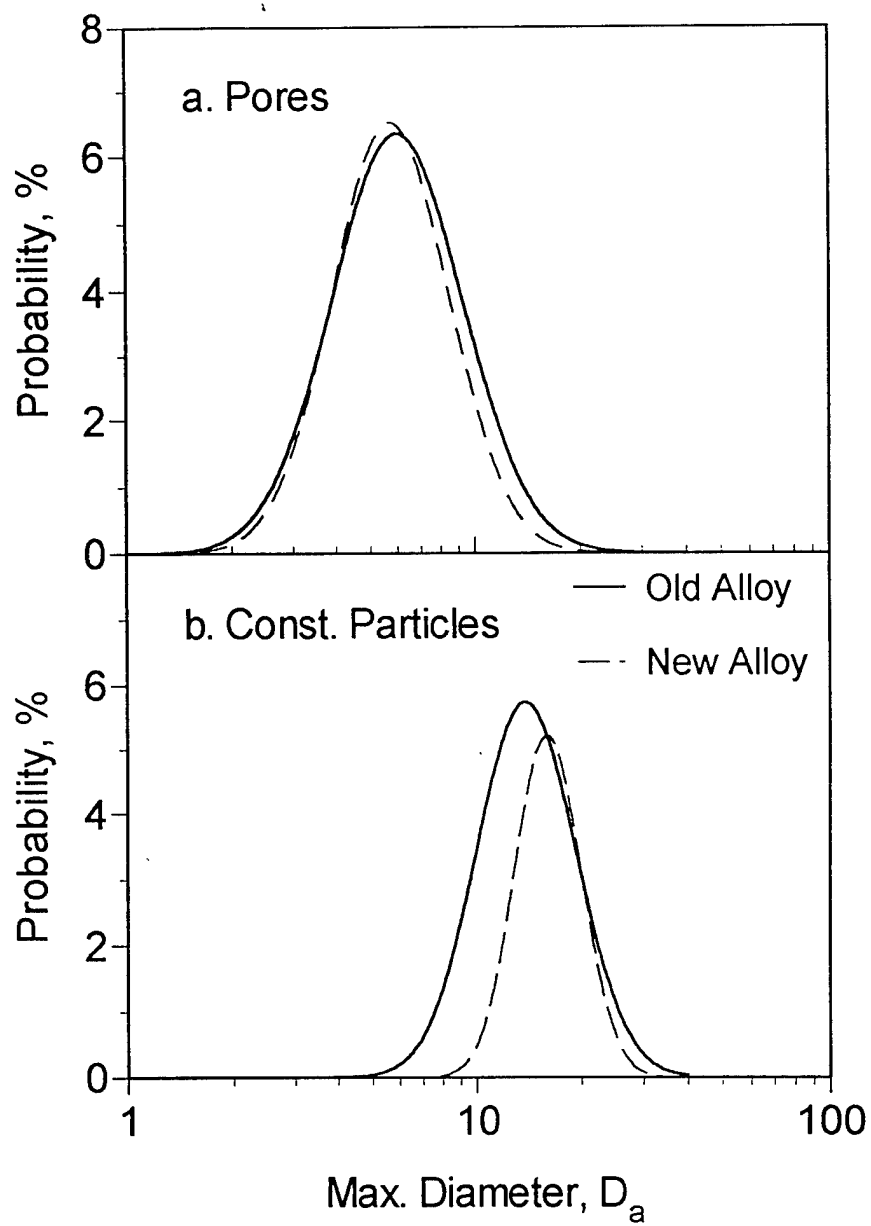 8
a. Pores
6
4
2
0
Probability, %
Old Alloy
b. Const. Particles
New Alloy
6
4
2
0
Probability, %
1 10 100
Max. Diameter, Da